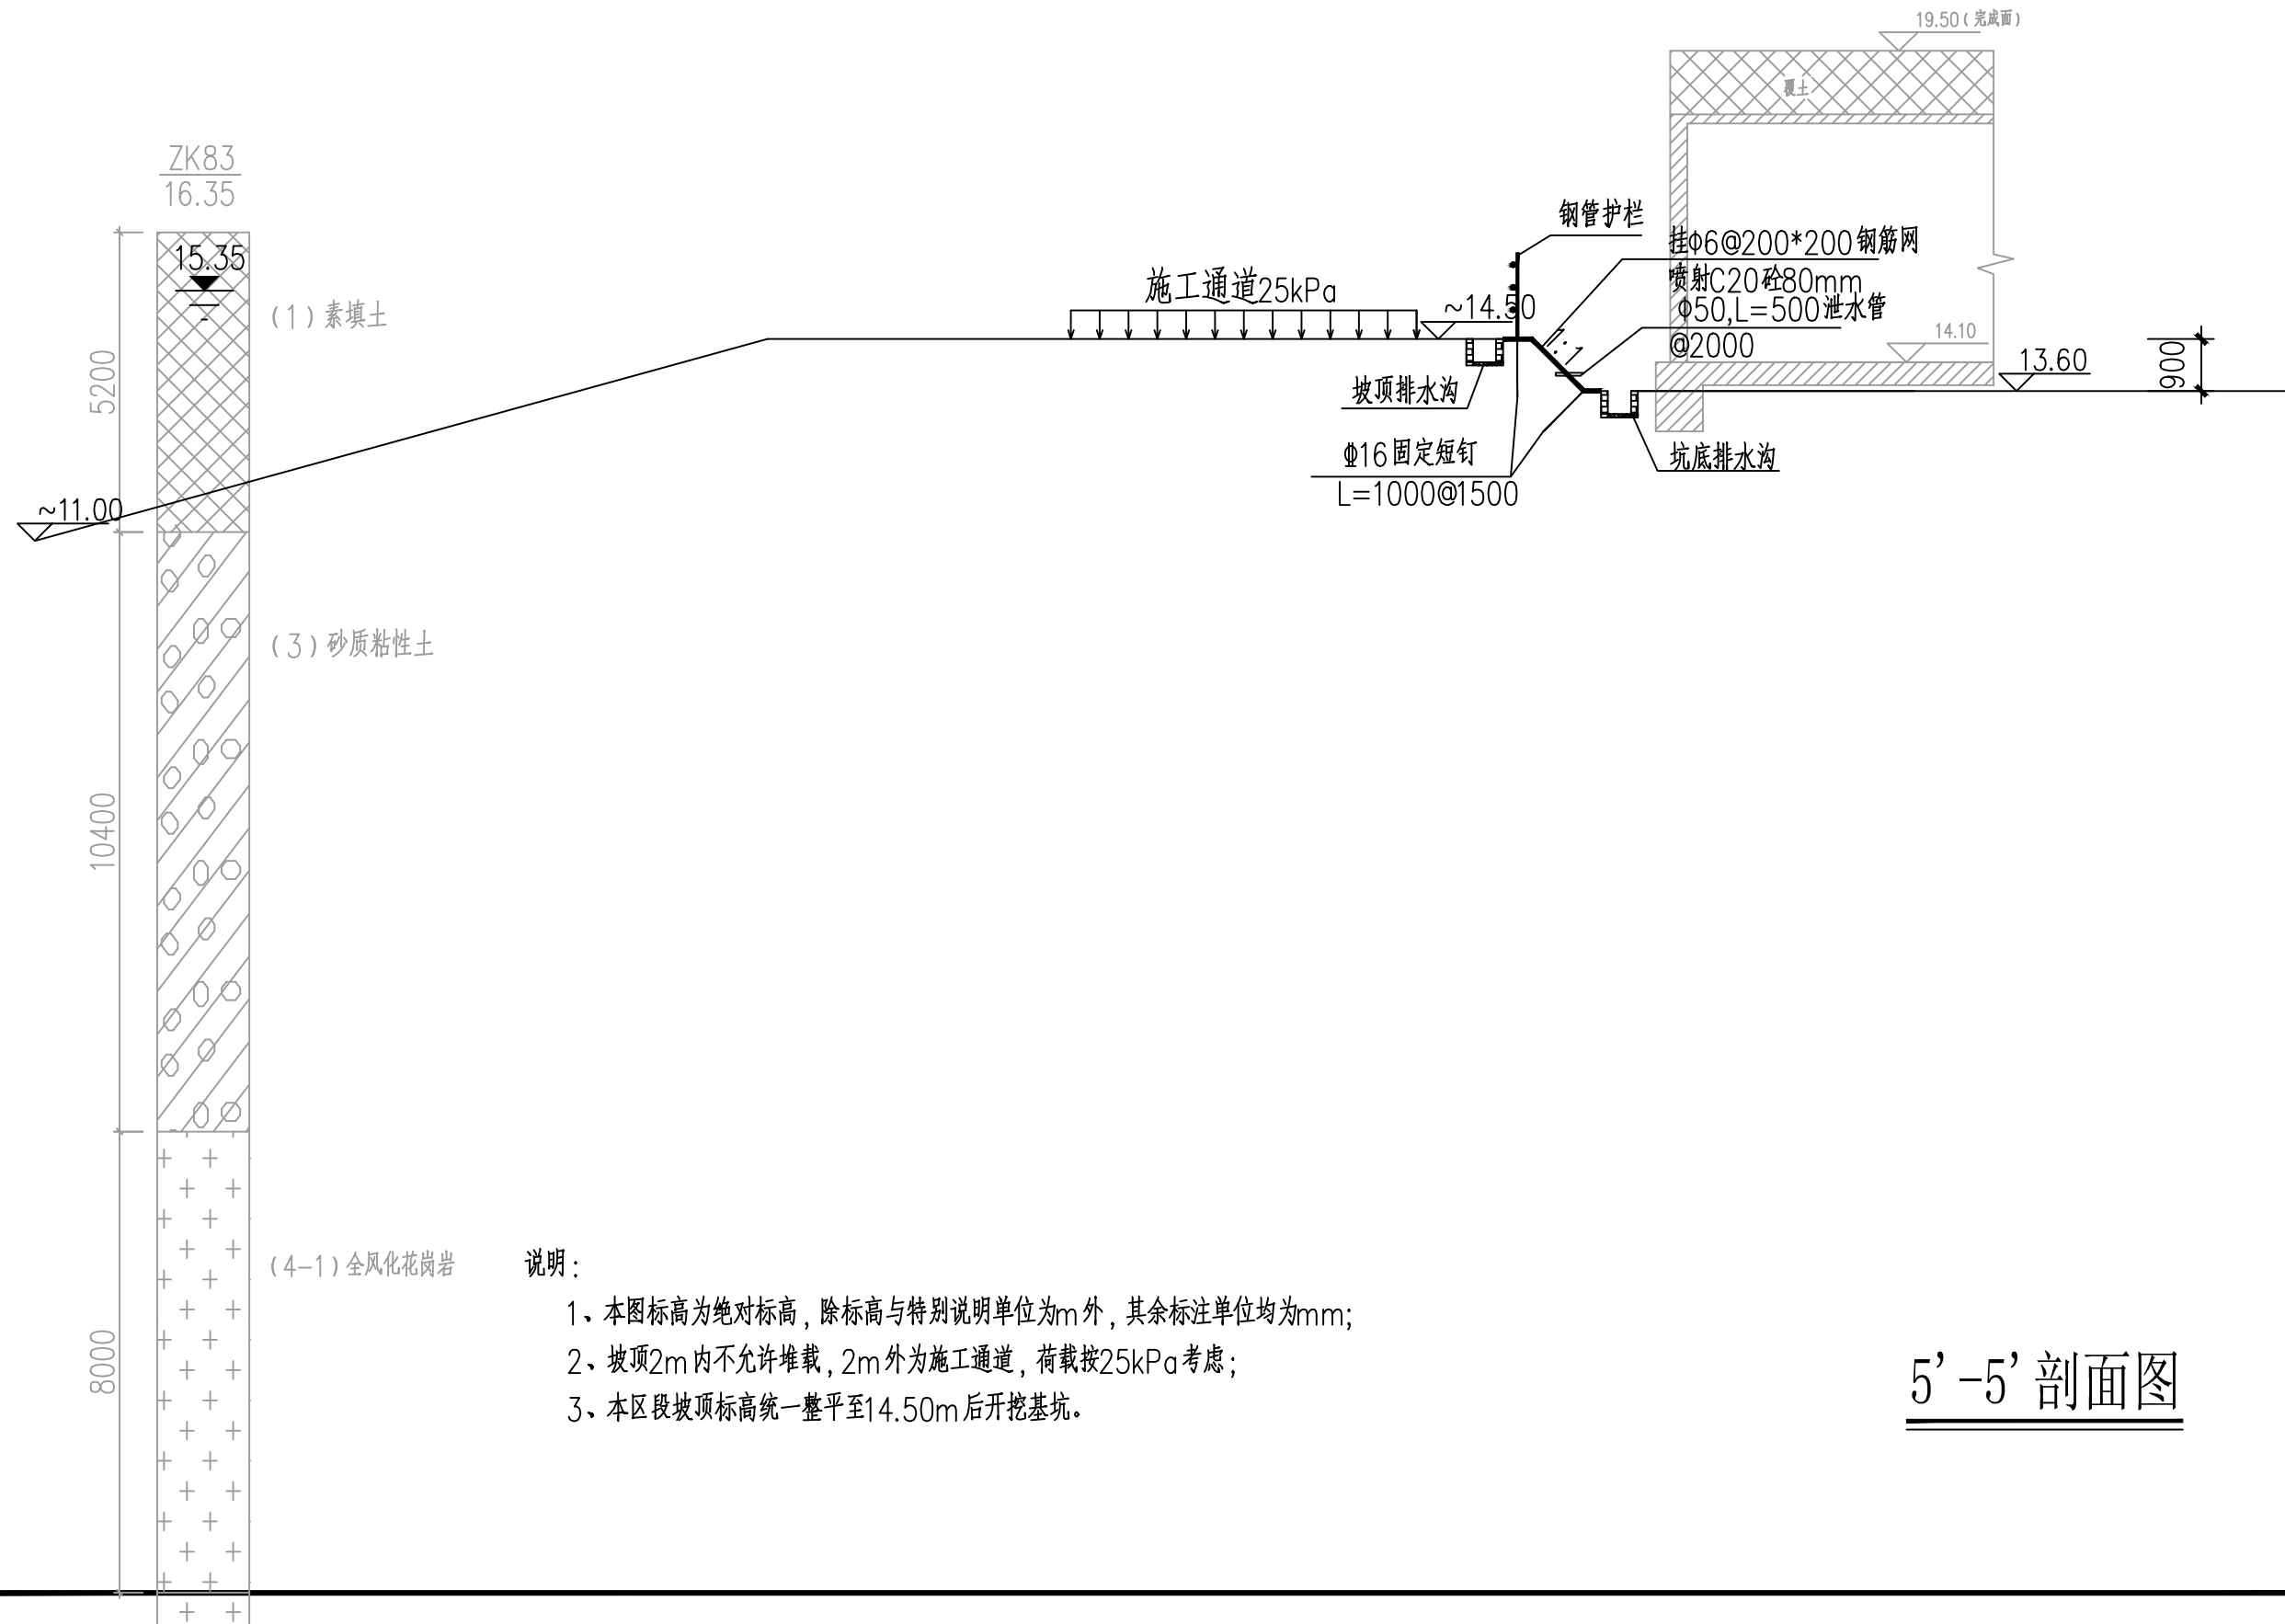 19.50(完成面)
覆土
ZK83
16.35
15.35
(1)素填土
5200
~11.00
(3)砂质粘性土
10400
(4-1)全风化花岗岩
8000
施工通道25kPa
~14.50
钢管护栏
挂Φ6@200*200钢筋网
喷射C20砼80mm
Φ50,L=500泄水管
@2000
1:1
14.10
13.60
900
坡顶排水沟
Φ16固定短钉
L=1000@1500
坑底排水沟
说明:
1、本图标高为绝对标高,除标高与特别说明单位为m外,其余标注单位均为mm;
2、坡顶2m内不允许堆载,2m外为施工通道,荷载按25kPa考虑;
3、本区段坡顶标高统一整平至14.50m后开挖基坑。
5'-5'剖面图